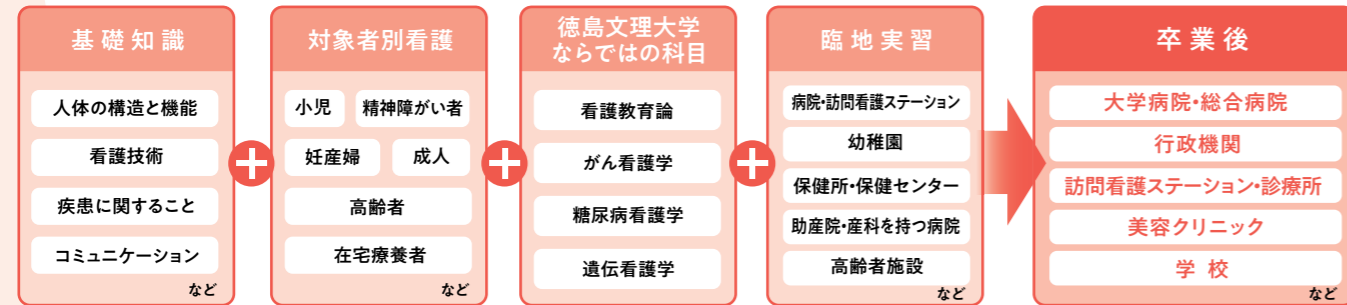 基礎知識
人体の構造と機能
看護技術
疾患に関すること
コミュニケーション
など
対象者別看護
小児 精神障がい者
妊産婦 成人
高齢者
在宅療養者
など
徳島文理大学
ならではの科目
看護教育論
がん看護学
糖尿病看護学
遺伝看護学
臨地実習
病院・訪問看護ステーション
幼稚園
保健所・保健センター
助産院・産科を持つ病院
高齢者施設
など
卒業後
大学病院・総合病院
行政機関
訪問看護ステーション・診療所
美容クリニック
学校
など